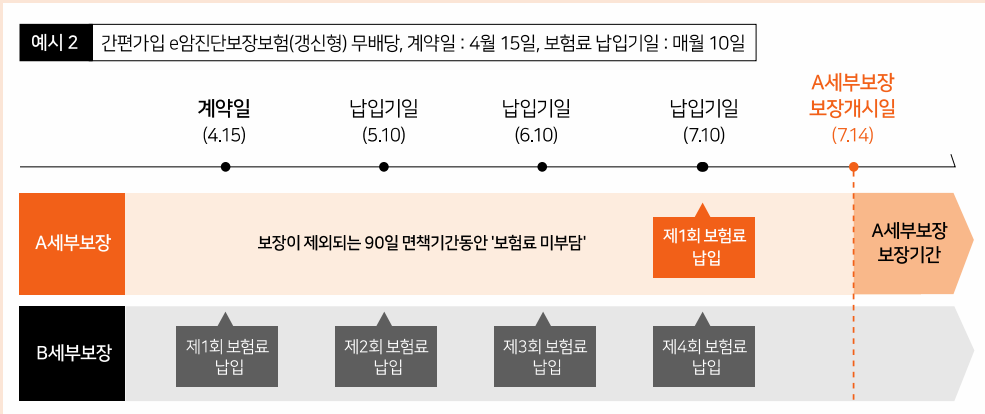 예시 2
간편가입 e암진단보장보험(갱신형) 무배당, 계약일 : 4월 15일, 보험료 납입기일 : 매월 10일
계약일
(4.15)
납입기일
(5.10)
납입기일
(6.10)
납입기일
(7.10)
A세부보장
보장개시일
(7.14)
A세부보장
보장이 제외되는 90일 면책기간동안 '보험료 미부담'
제1회 보험료
납입
A세부보장
보장기간
B세부보장
제1회 보험료
납입
제2회 보험료
납입
제3회 보험료
납입
제4회 보험료
납입